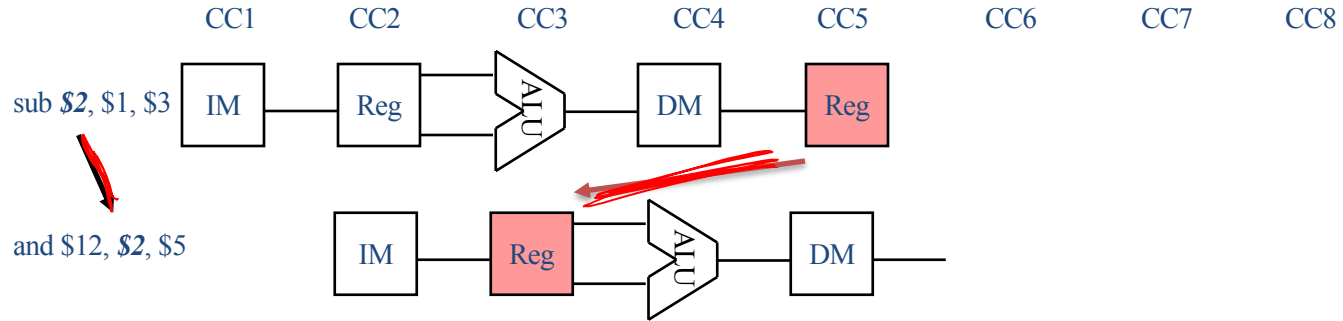 CC1 CC2 CC3 CC4 CC5 CC6 CC7 CC8
sub $2, $1, $3 IM Reg ALU DM Reg
and $12, $2, $5 IM Reg ALU DM